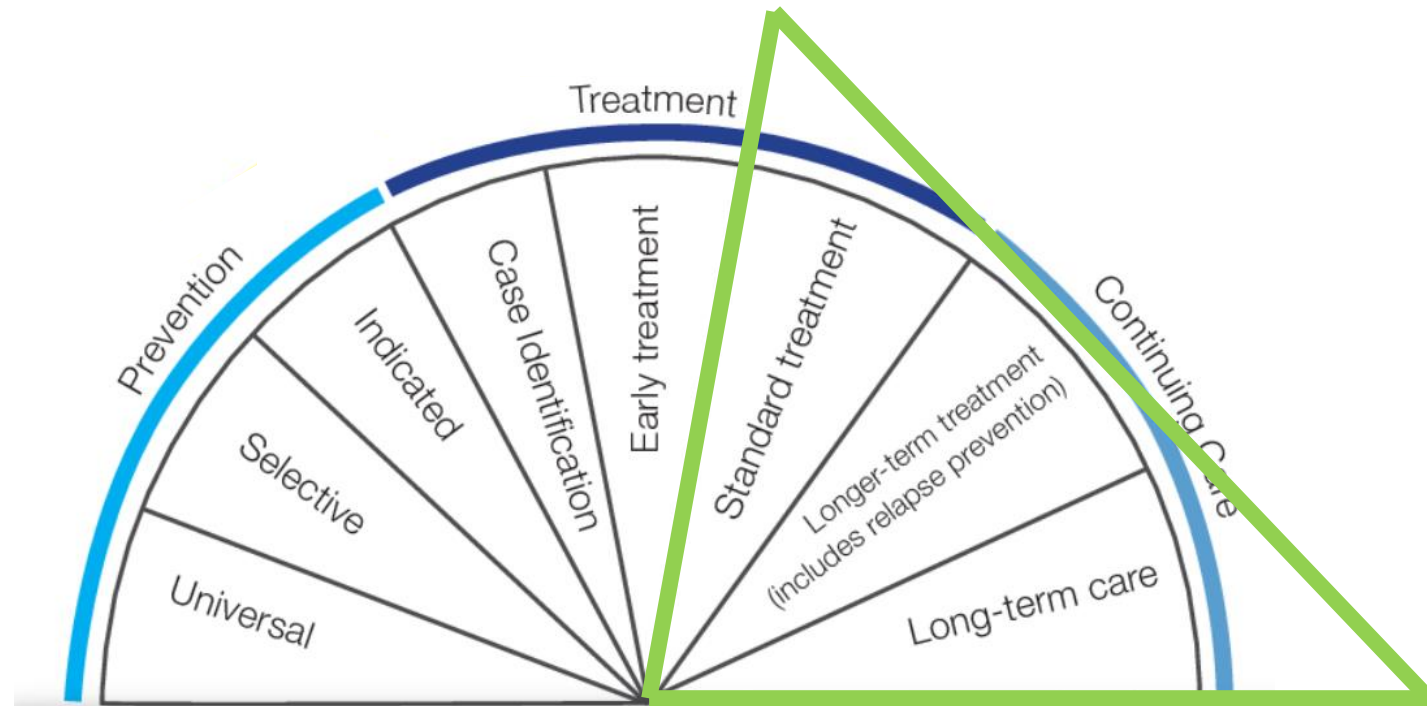 Treatment
Prevention
Continuing Care
Universal
Selective
Indicated
Case Identification
Early treatment
Standard treatment
Longer-term treatment
(includes relapse prevention)
Long-term care